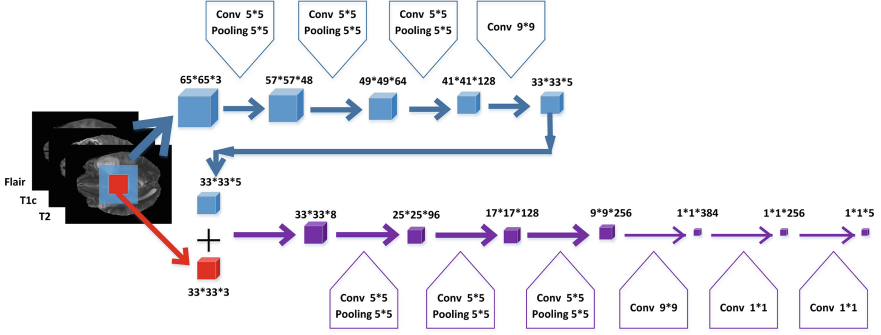 Conv 5*5
Pooling 5*5
Conv 5*5
Pooling 5*5
Conv 5*5
Pooling 5*5
Conv 9*9
65*65*3
57*57*48
49*49*64
41*41*128
33*33*5
Flair
T1c
T2
33*33*5
33*33*3
33*33*8
25*25*96
17*17*128
9*9*256
1*1*384
1*1*256
1*1*5
Conv 5*5
Pooling 5*5
Conv 5*5
Pooling 5*5
Conv 5*5
Pooling 5*5
Conv 9*9
Conv 1*1
Conv 1*1